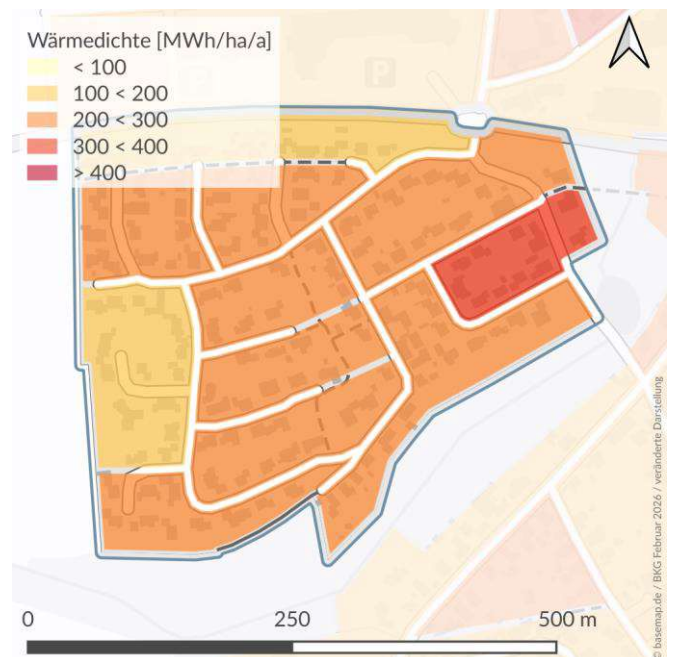 Wärmedichte [MWh/ha/a]
< 100
100 < 200
200 < 300
300 < 400
> 400
P
P
© basemap.de / BKG Februar 2026 / veränderte Darstellung
0 250 500 m